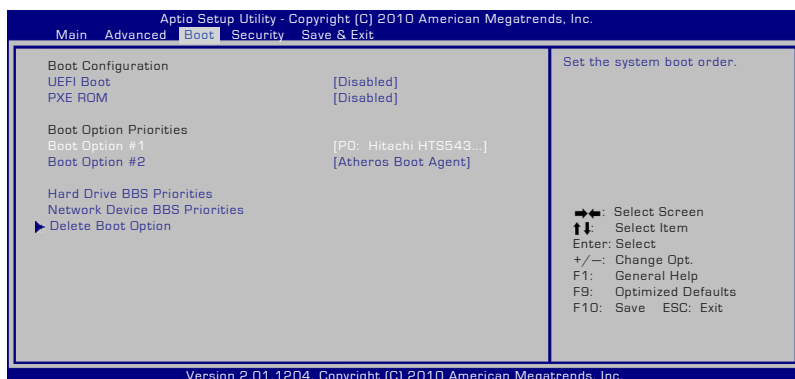 Aptio Setup Utility - Copyright (C) 2010 American Megatrends, Inc.
Main Advanced Boot Security Save & Exit
Boot Configuration
UEFI Boot [Disabled]
PXE ROM [Disabled]
Boot Option Priorities
Boot Option #1 [P0: Hitachi HTS543...]
Boot Option #2 [Atheros Boot Agent]
Hard Drive BBS Priorities
Network Device BBS Priorities
Delete Boot Option
Set the system boot order.
→←: Select Screen
↑↓: Select Item
Enter: Select
+/—: Change Opt.
F1: General Help
F9: Optimized Defaults
F10: Save ESC: Exit
Version 2.01.1204. Copyright (C) 2010 American Megatrends, Inc.